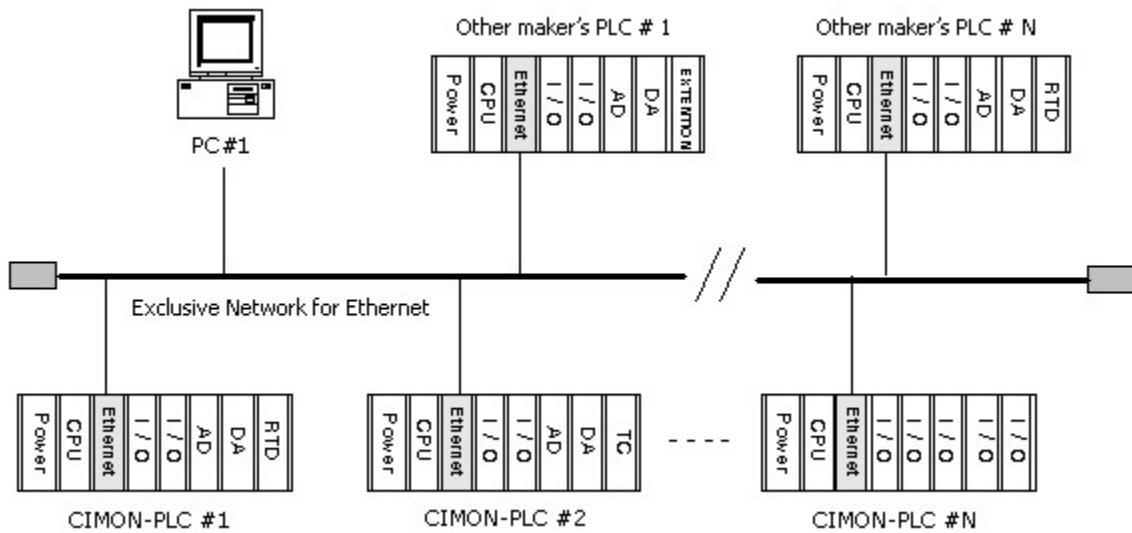 Other maker's PLC # 1
Other maker's PLC # N
Power CPU Ethernet I/O I/O AD DA EXTENTION
Power CPU Ethernet I/O I/O AD DA RTD
PC#1
Exclusive Network for Ethernet
Power CPU Ethernet I/O I/O AD DA RTD
Power CPU Ethernet I/O I/O AD DA TC
Power CPU Ethernet I/O I/O I/O I/O I/O
CIMON-PLC #1
CIMON-PLC #2
CIMON-PLC #N